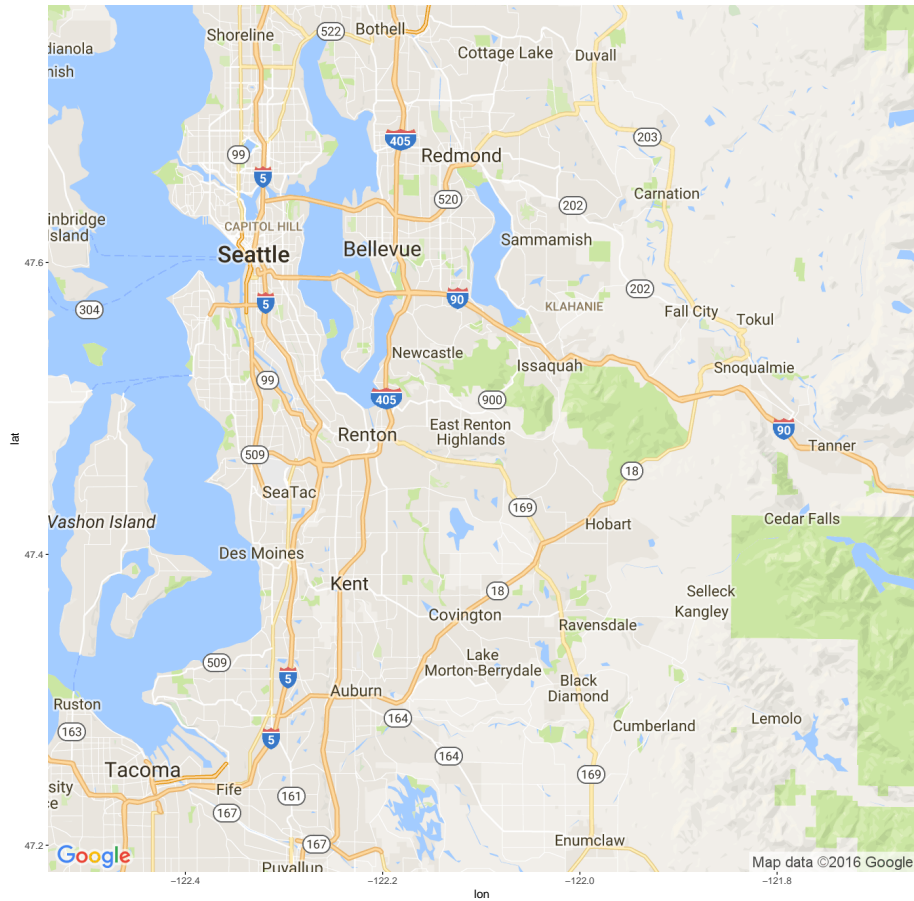 Shoreline
522
Bothell
dianola
nish
Cottage Lake
Duvall
99
405
203
5
Redmond
520
Carnation
202
inbridge
Island
CAPITOL HILL
Seattle
Bellevue
Sammamish
47.6
304
5
90
KLAHANIE
202
Fall City
Tokul
Newcastle
Issaquah
Snoqualmie
99
405
900
lat
Renton
East Renton
Highlands
90
Tanner
509
18
SeaTac
169
Vashon Island
Hobart
Cedar Falls
47.4
Des Moines
Kent
18
Selleck
Kangley
Covington
Ravensdale
509
Lake
Morton-Berrydale
5
Black
Diamond
Ruston
Auburn
164
163
5
Cumberland
Lemolo
164
Tacoma
169
sity
ce
Fife
161
167
167
Enumclaw
47.2
Google
Puyallup
Map data ©2016 Google
−122.4
−122.2
−122.0
−121.8
lon